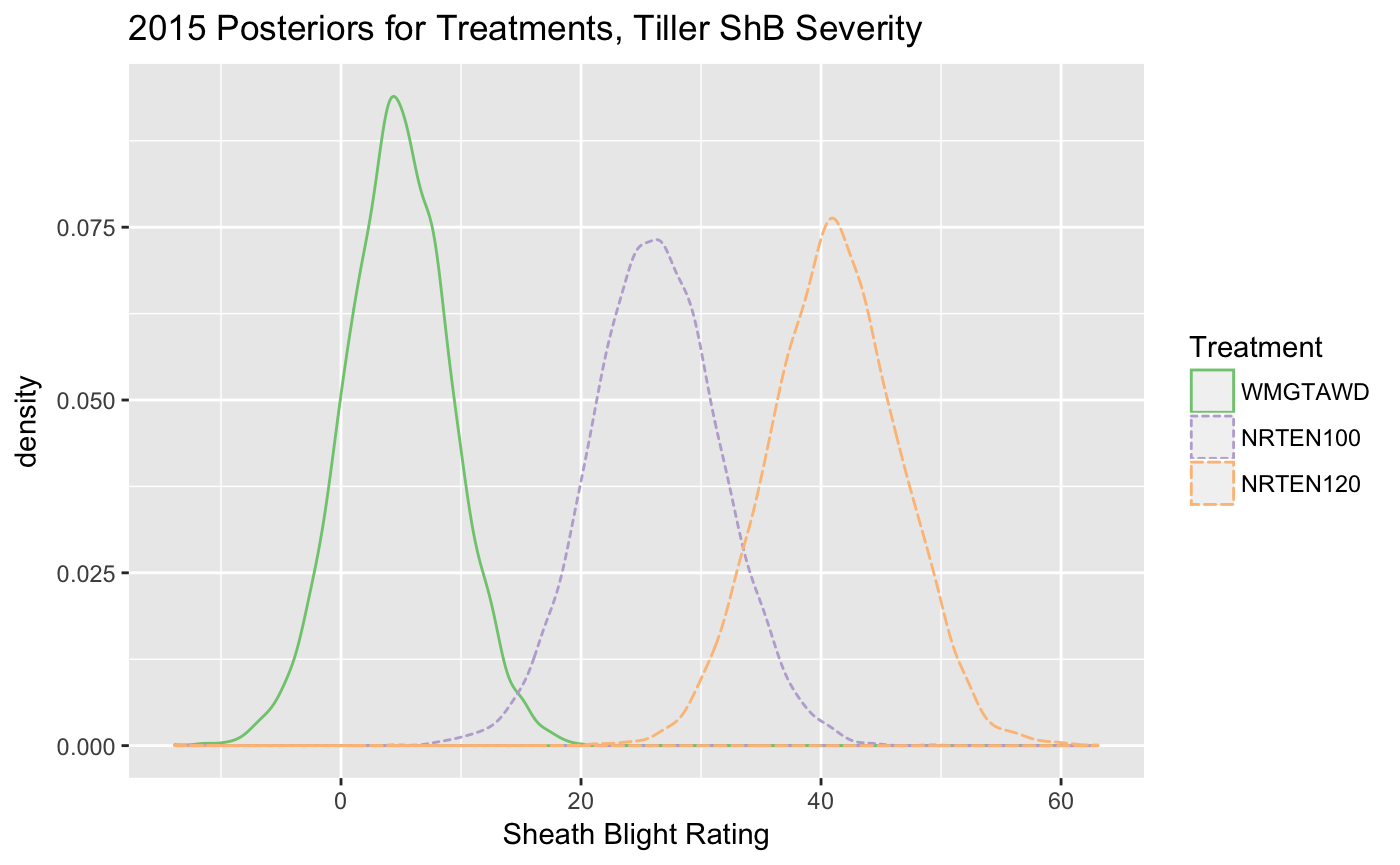 2015 Posteriors for Treatments, Tiller ShB Severity
density
0.075
0.050
0.025
0.000
0 20 40 60
Sheath Blight Rating
Treatment
WMGTAWD
NRTEN100
NRTEN120